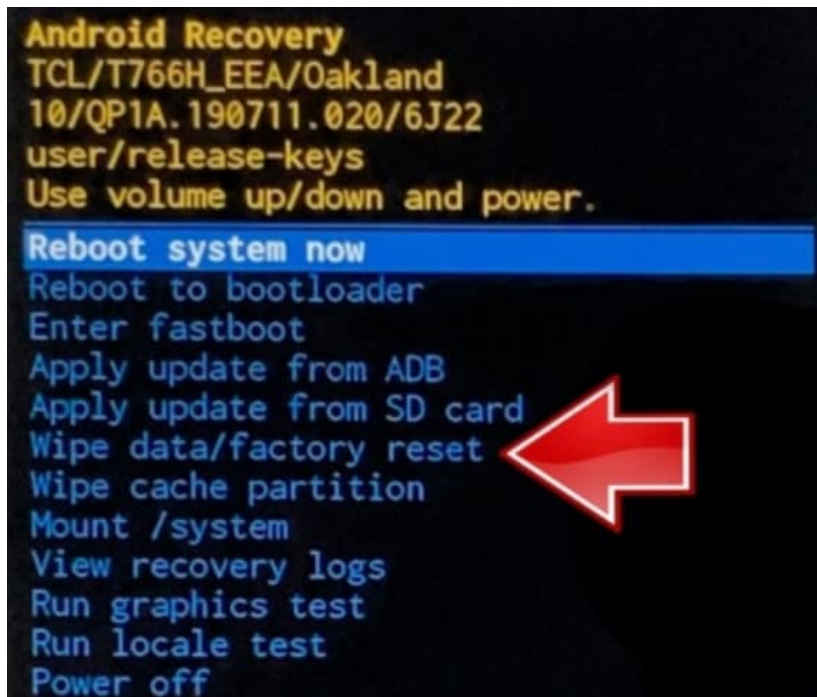 Android Recovery
TCL/T766H_EEA/Oakland
10/QP1A.190711.020/6J22
user/release-keys
Use volume up/down and power.
Reboot system now
Reboot to bootloader
Enter fastboot
Apply update from ADB
Apply update from SD card
Wipe data/factory reset
Wipe cache partition
Mount /system
View recovery logs
Run graphics test
Run locale test
Power off